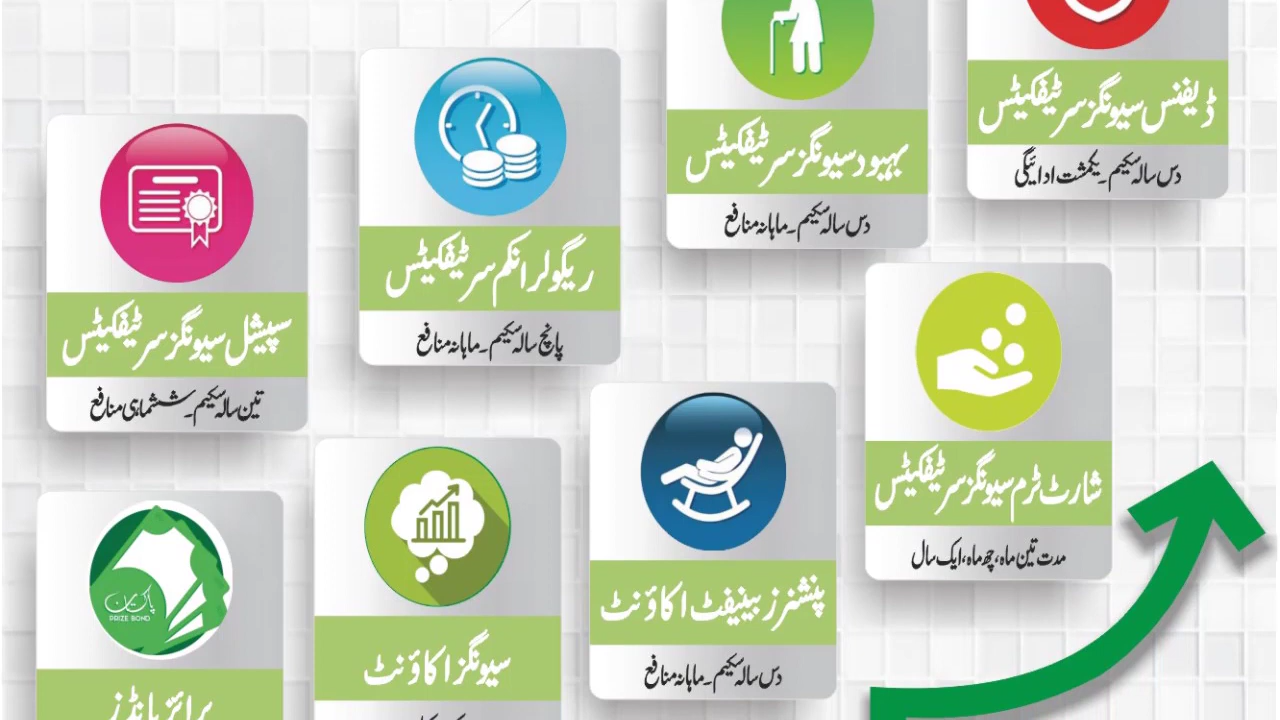 ڈیفنس سیونگز سرٹیفکیٹس
دس سالہ سکیم۔ یکمشت ادائیگی
بہبود سیونگز سرٹیفکیٹس
دس سالہ سکیم۔ ماہانہ منافع
ریگولر انکم سرٹیفکیٹس
پانچ سالہ سکیم۔ ماہانہ منافع
سپیشل سیونگز سرٹیفکیٹس
تین سالہ سکیم۔ ششماہی منافع
شارٹ ٹرم سیونگز سرٹیفکیٹس
مدت تین ماہ، چھ ماہ، ایک سال
پنشنرز بینیفٹ اکاؤنٹ
دس سالہ سکیم۔ ماہانہ منافع
سیونگز اکاؤنٹ
PRIZE BOND
پرائز بانڈز